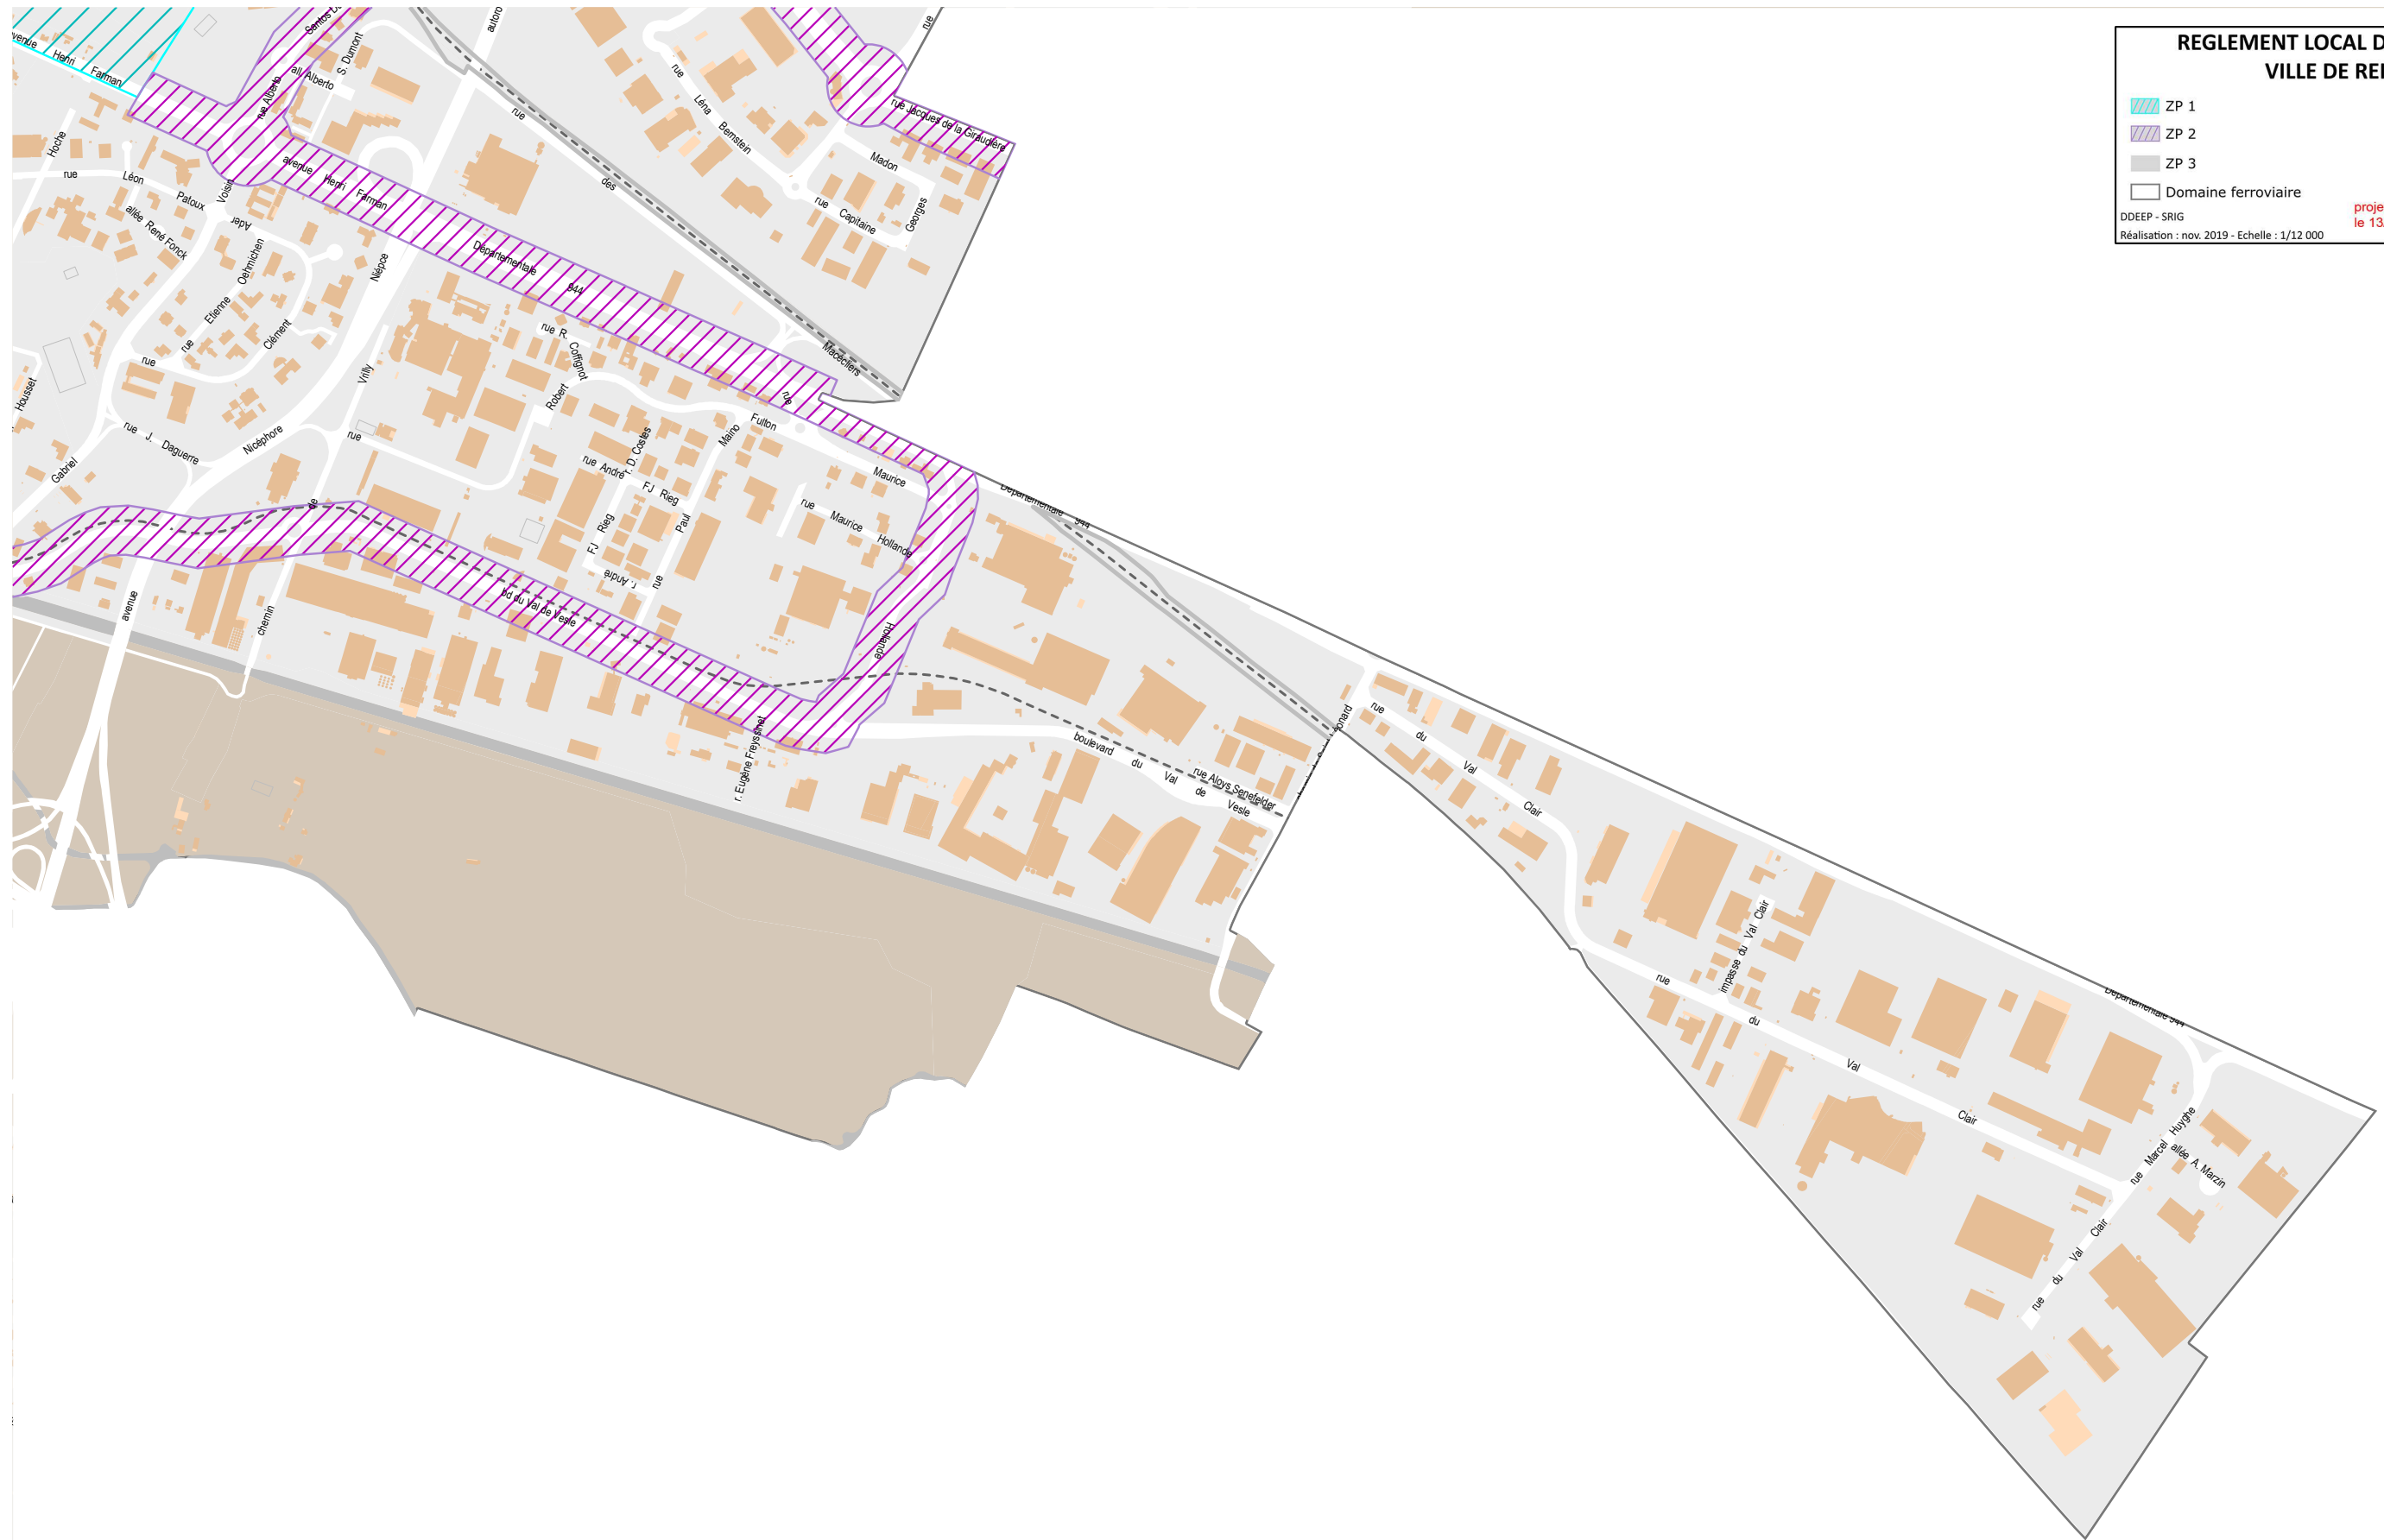 REGLEMENT LOCAL D
VILLE DE REI
ZP 1
ZP 2
ZP 3
Domaine ferroviaire
DDEEP - SRIG
Réalisation : nov. 2019 - Echelle : 1/12 000
proje
le 13
venue Henri Farman
Santos D
rue Alberto
all. Alberto
S. Dumont
autoro
rue
rue Léna Bernstein
rue Jacques de la Giraudière
Madon
rue Capitaine
Georges
rue des Macécliers
Hoche
rue Léon Patoux
Voisin
Ader
allée René Fonck
avenue Henri Farman
Départementale 944
Niépce
Oehmichen
rue Etienne
rue Clément
Housset
rue J. Daguerre
Nicéphore
Gabriel
Vrilly
rue
rue R. Coffignot
Robert
rue
Fulton
Maino
r. D. Costes
rue André
FJ Rieg
FJ Rieg
Paul
rue
r. André
Maurice
rue Maurice Hollande
Hollande
Départementale 944
de
bd du Val de Vesle
avenue
chemin
r. Eugène Freyssinet
boulevard du Val de Vesle
rue Aloys Senefelder
rue du Val Clair
impasse du Val Clair
rue du Val Clair
Départementale 944
rue Marcel Huyghe
allée A. Marzin
rue du Val Clair